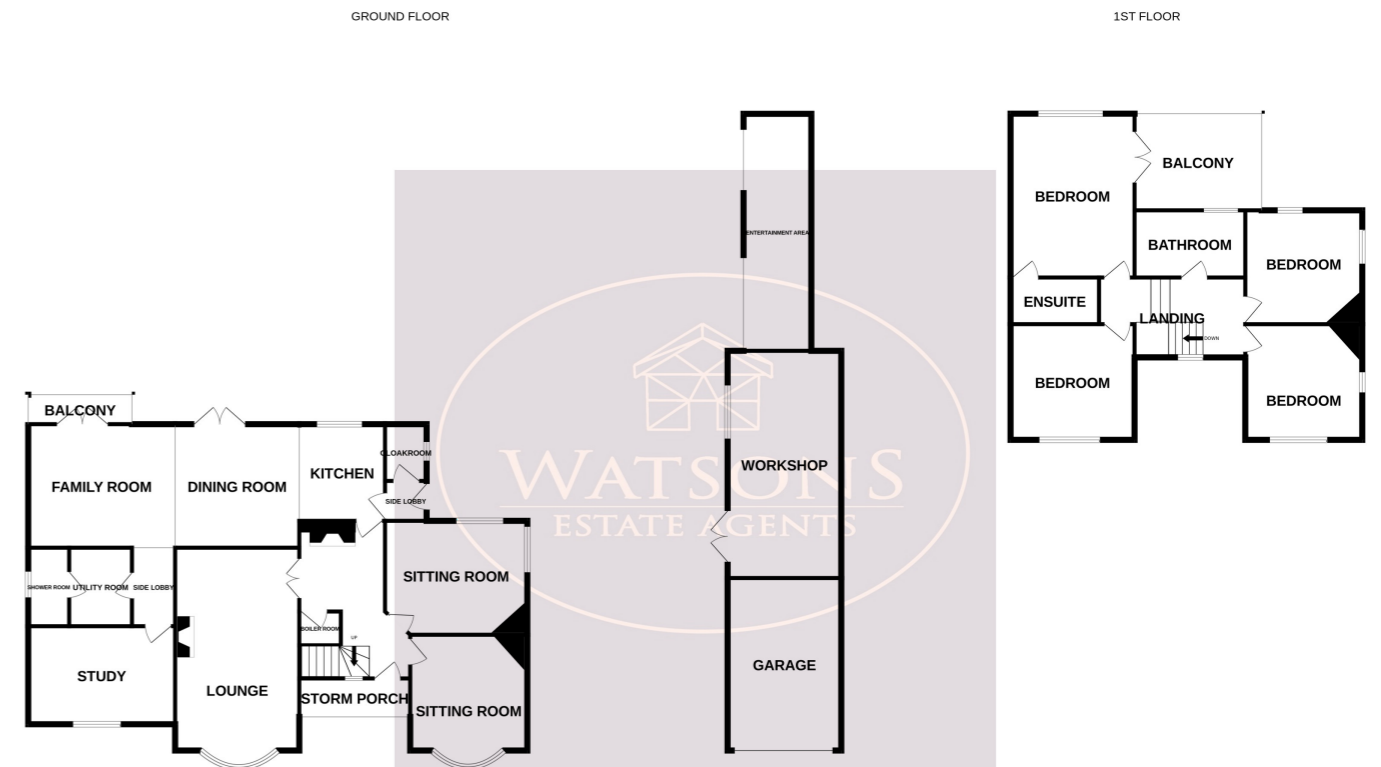 GROUND FLOOR
1ST FLOOR
BALCONY
FAMILY ROOM
DINING ROOM
KITCHEN
CLOAKROOM
SIDE LOBBY
SHOWER ROOM
UTILITY ROOM
SIDE LOBBY
SITTING ROOM
BOILER ROOM
UP
STUDY
LOUNGE
STORM PORCH
SITTING ROOM
ENTERTAINMENT AREA
WORKSHOP
GARAGE
WATSONS
ESTATE AGENTS
BEDROOM
BALCONY
BATHROOM
BEDROOM
ENSUITE
LANDING
DOWN
BEDROOM
BEDROOM